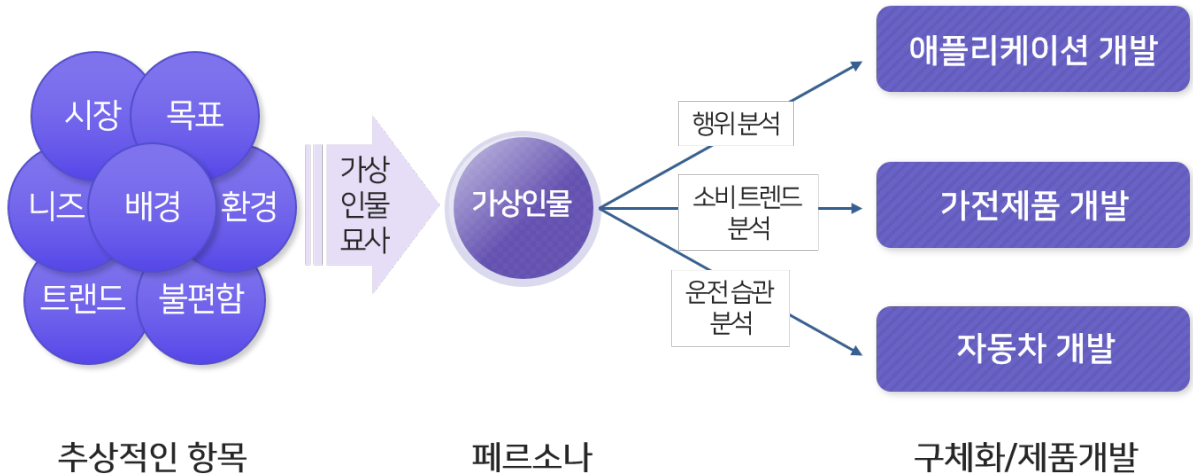 시장
목표
니즈
배경
환경
트랜드
불편함
가상
인물
묘사
가상인물
행위 분석
소비 트렌드
분석
운전 습관
분석
애플리케이션 개발
가전제품 개발
자동차 개발
추상적인 항목
페르소나
구체화/제품개발